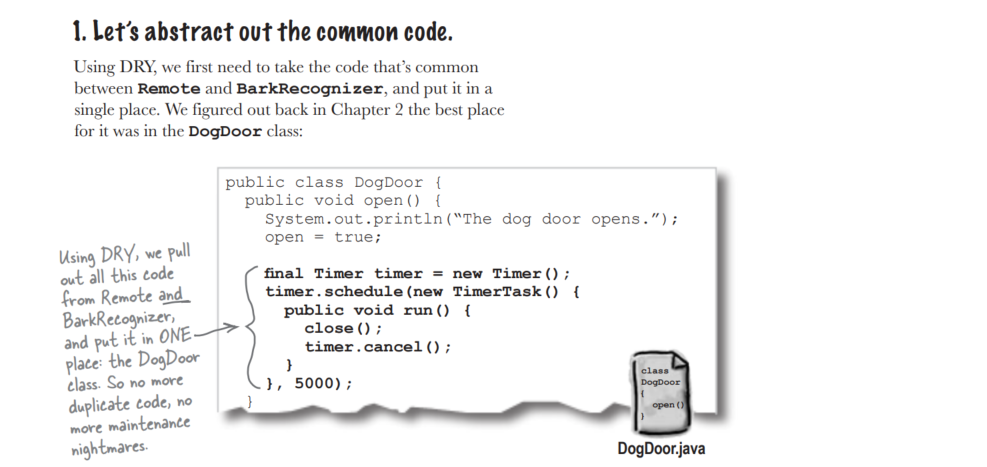 1. Let's abstract out the common code.
Using DRY, we first need to take the code that's common
between Remote and BarkRecognizer, and put it in a
single place. We figured out back in Chapter 2 the best place
for it was in the DogDoor class:
public class DogDoor {
public void open() {
System.out.println(“The dog door opens.”);
open = true;
final Timer timer = new Timer();
timer.schedule(new TimerTask() {
public void run() {
close();
timer.cancel();
}
}, 5000);
}
Using DRY, we pull
out all this code
from Remote and
BarkRecognizer,
and put it in ONE
place: the DogDoor
class. So no more
duplicate code, no
more maintenance
nightmares.
class
DogDoor
{
open()
}
DogDoor.java